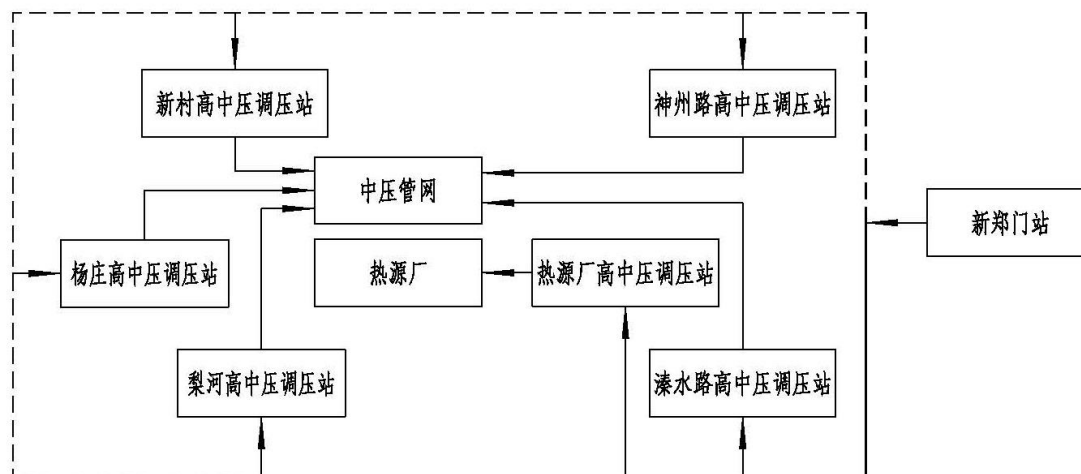 新村高中压调压站
神州路高中压调压站
中压管网
新郑门站
杨庄高中压调压站
热源厂
热源厂高中压调压站
梨河高中压调压站
溱水路高中压调压站